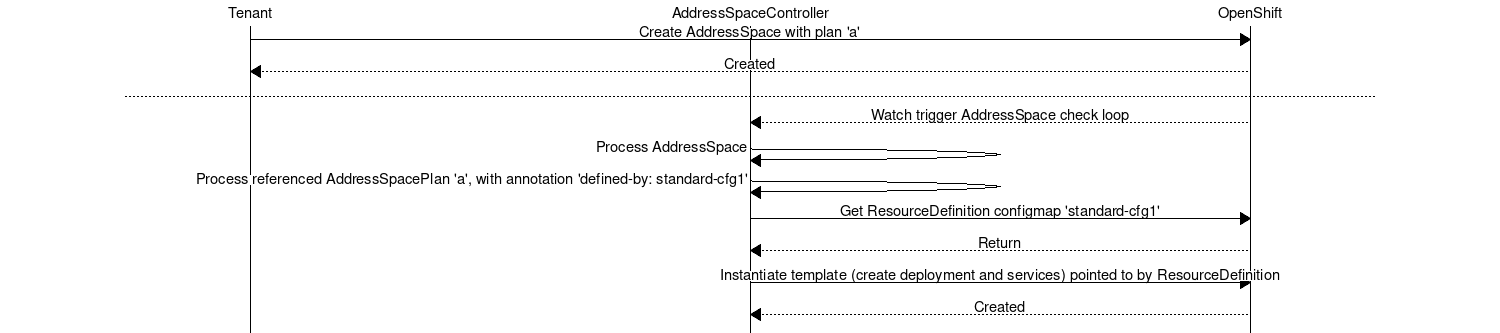 Tenant
AddressSpaceController
OpenShift
Create AddressSpace with plan 'a'
Created
Watch trigger AddressSpace check loop
Process AddressSpace
Process referenced AddressSpacePlan 'a', with annotation 'defined-by: standard-cfg1'
Get ResourceDefinition configmap 'standard-cfg1'
Return
Instantiate template (create deployment and services) pointed to by ResourceDefinition
Created